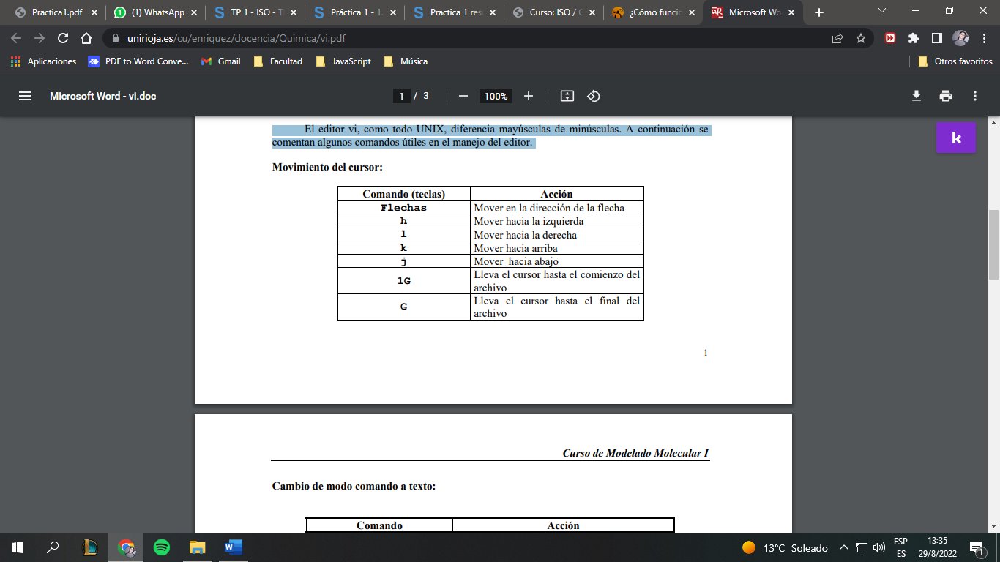 Practica1.pdf
(1) WhatsApp
TP 1 - ISO - T
Práctica 1 - 1.
Practica 1 res
Curso: ISO / C
¿Cómo funcio
Microsoft Wo
unirioja.es/cu/enriquez/docencia/Quimica/vi.pdf
Aplicaciones
PDF to Word Conve...
Gmail
Facultad
JavaScript
Música
Otros favoritos
Microsoft Word - vi.doc
1 / 3
100%
k
El editor vi, como todo UNIX, diferencia mayúsculas de minúsculas. A continuación se
comentan algunos comandos útiles en el manejo del editor.
Movimiento del cursor:
Comando (teclas) Acción
Flechas Mover en la dirección de la flecha
h Mover hacia la izquierda
l Mover hacia la derecha
k Mover hacia arriba
j Mover hacia abajo
1G Lleva el cursor hasta el comienzo del
archivo
G Lleva el cursor hasta el final del
archivo
1
Curso de Modelado Molecular I
Cambio de modo comando a texto:
Comando Acción
13°C Soleado
ESP
ES
13:35
29/8/2022
1